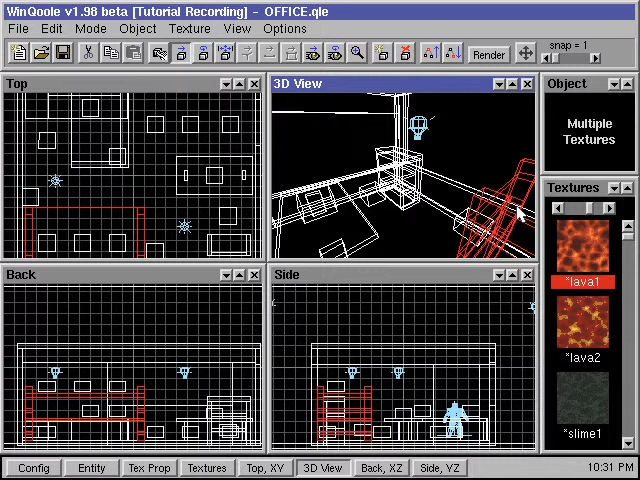 WinQoole v1.98 beta [Tutorial Recording] - OFFICE.qle
File Edit Mode Object Texture View Options
Render
snap = 1
Top
3D View
Object
Multiple
Textures
Textures
*lava1
*lava2
*slime1
Back
Side
Config Entity Tex Prop Textures Top, XY 3D View Back, XZ Side, YZ 10:31 PM